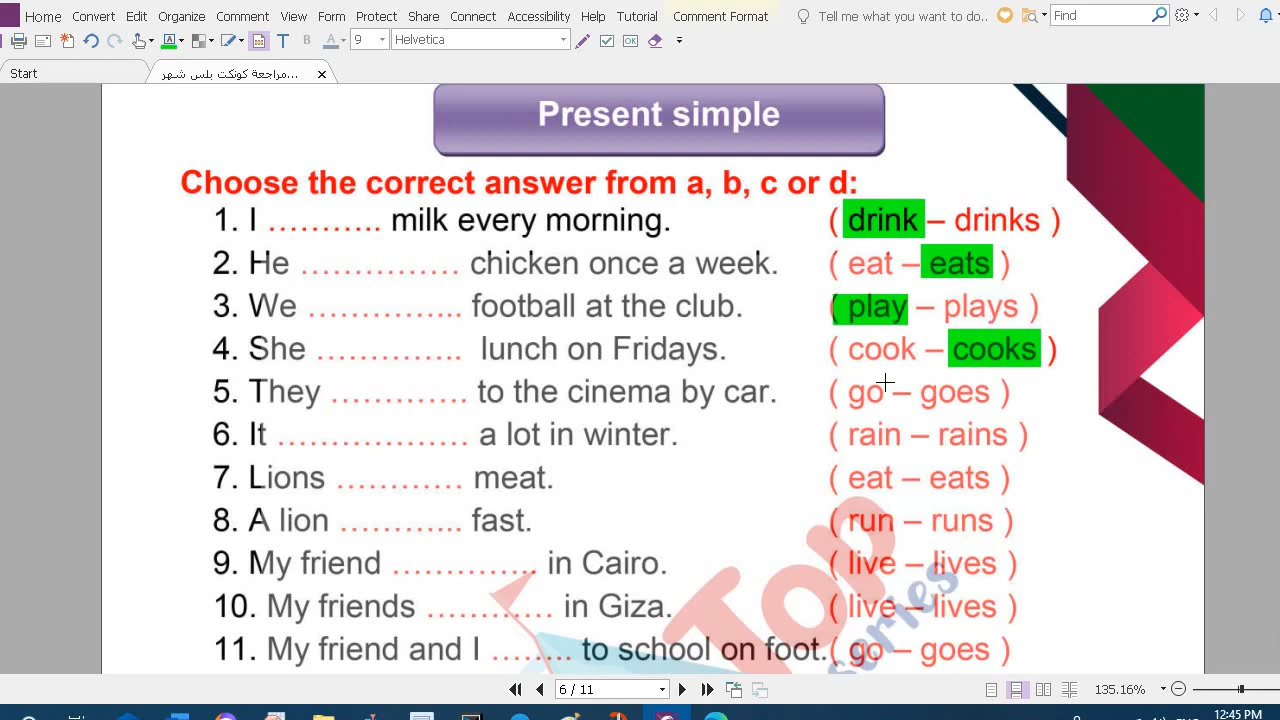 Home Convert Edit Organize Comment View Form Protect Share Connect Accessibility Help Tutorial Comment Format Tell me what you want to do.. Find
9 Helvetica
Start مراجعة كونكت بلس شهر...
Present simple
Choose the correct answer from a, b, c or d:
1. I ........... milk every morning. ( drink – drinks )
2. He ............... chicken once a week. ( eat – eats )
3. We .............. football at the club. ( play – plays )
4. She ............. lunch on Fridays. ( cook – cooks )
5. They ............. to the cinema by car. ( go – goes )
6. It .................. a lot in winter. ( rain – rains )
7. Lions ............ meat. ( eat – eats )
8. A lion ........... fast. ( run – runs )
9. My friend .............. in Cairo. ( live – lives )
10. My friends ............ in Giza. ( live – lives )
11. My friend and I ........ to school on foot. ( go – goes )
Top
series
6 / 11 135.16%
12:45 PM